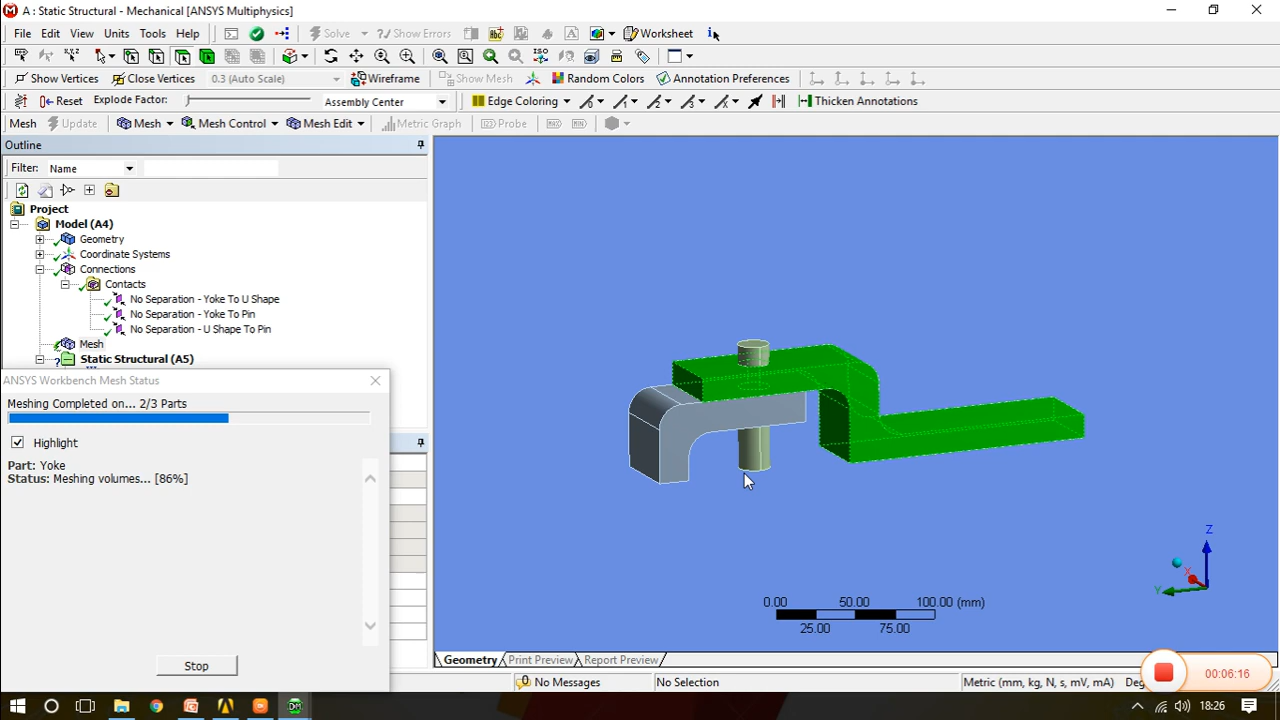 A : Static Structural - Mechanical [ANSYS Multiphysics]
File Edit View Units Tools Help Solve Show Errors Worksheet
Show Vertices Close Vertices 0.3 (Auto Scale) Wireframe Show Mesh Random Colors Annotation Preferences
Reset Explode Factor: Assembly Center Edge Coloring Thicken Annotations
Mesh Update Mesh Mesh Control Mesh Edit Metric Graph Probe MAX MIN
Outline
Filter: Name
Project
Model (A4)
Geometry
Coordinate Systems
Connections
Contacts
No Separation - Yoke To U Shape
No Separation - Yoke To Pin
No Separation - U Shape To Pin
Mesh
Static Structural (A5)
ANSYS Workbench Mesh Status
Meshing Completed on... 2/3 Parts
Highlight
Part: Yoke
Status: Meshing volumes... [86%]
Stop
Z
X
Y
0.00 50.00 100.00 (mm)
25.00 75.00
Geometry Print Preview Report Preview
No Messages No Selection Metric (mm, kg, N, s, mV, mA) Deg
00:06:16
DM 18:26